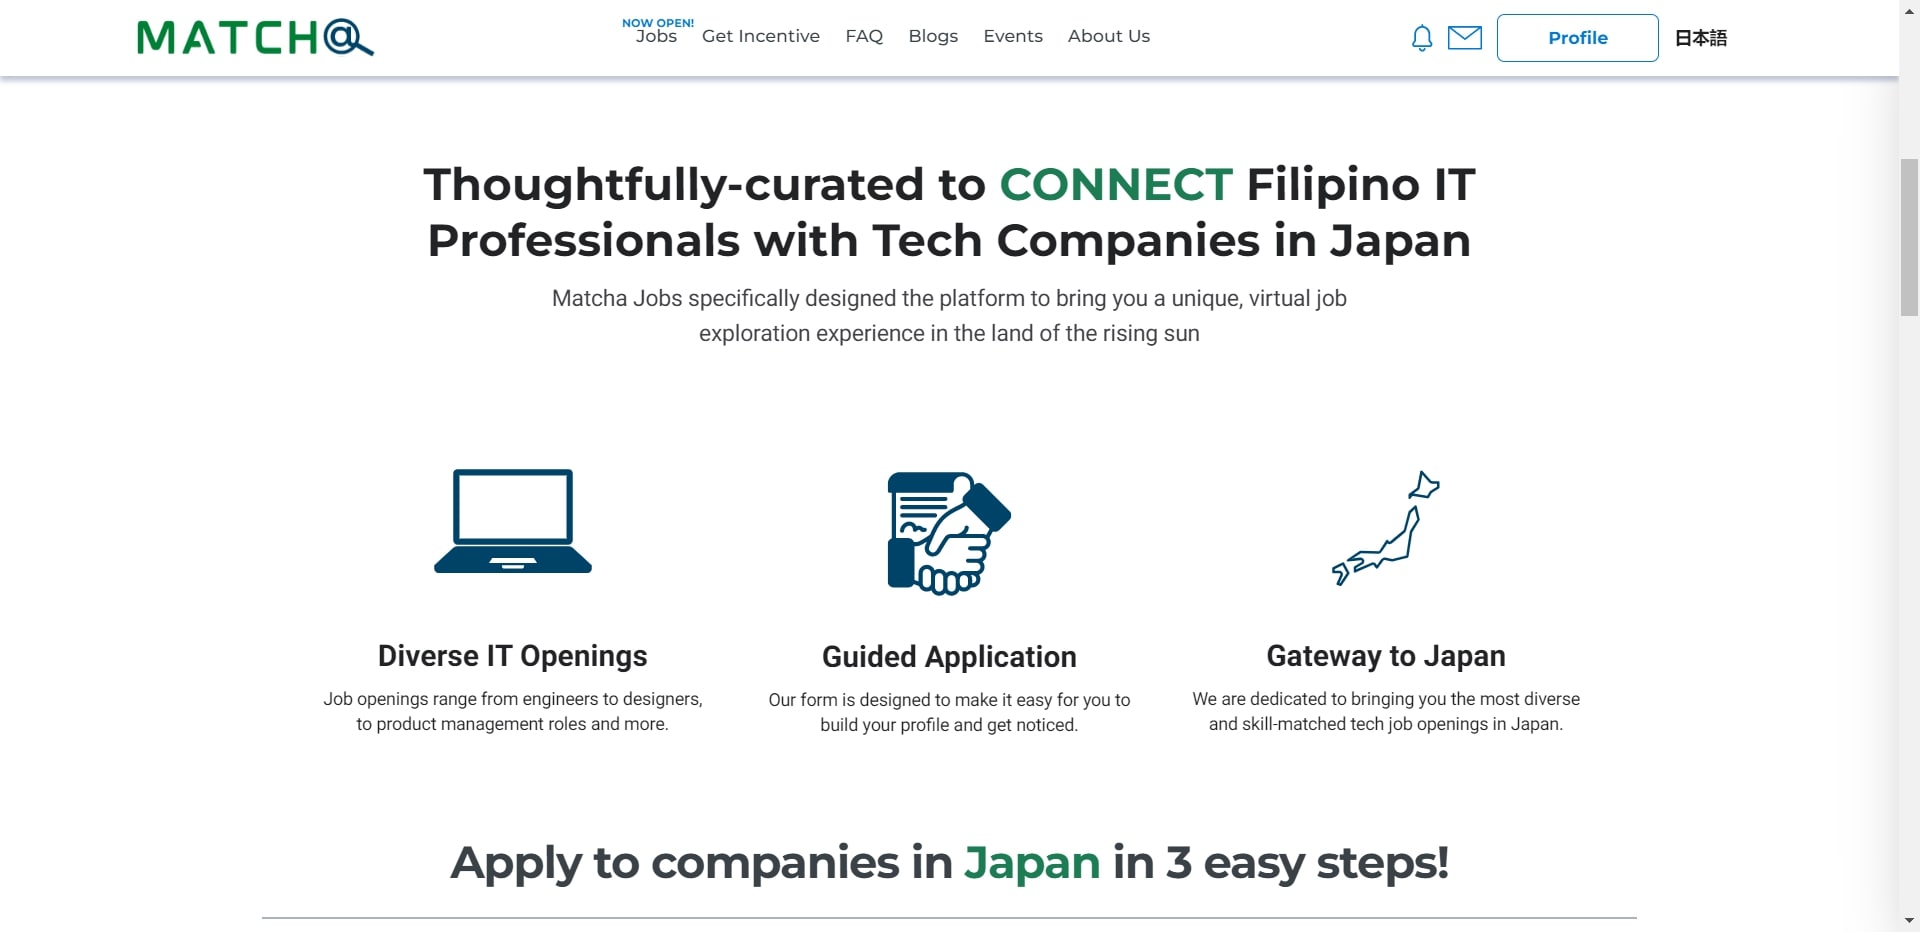 MATCH@
NOW OPEN!
Jobs
Get Incentive
FAQ
Blogs
Events
About Us
Profile
日本語
Thoughtfully-curated to CONNECT Filipino IT
Professionals with Tech Companies in Japan
Matcha Jobs specifically designed the platform to bring you a unique, virtual job
exploration experience in the land of the rising sun
Diverse IT Openings
Job openings range from engineers to designers,
to product management roles and more.
Guided Application
Our form is designed to make it easy for you to
build your profile and get noticed.
Gateway to Japan
We are dedicated to bringing you the most diverse
and skill-matched tech job openings in Japan.
Apply to companies in Japan in 3 easy steps!